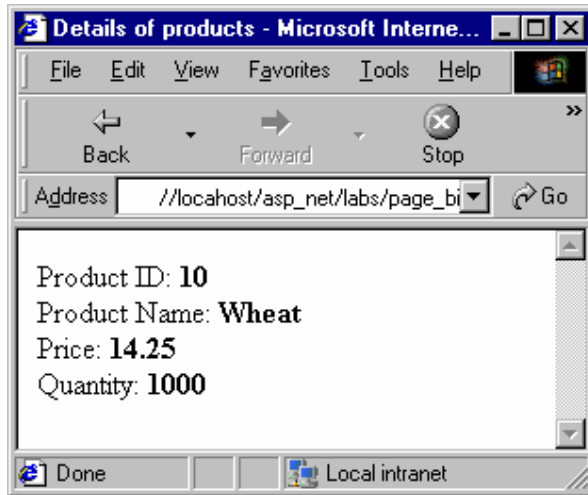 Details of products - Microsoft Interne...
File Edit View Favorites Tools Help
»
Back Forward Stop
Address //locahost/asp_net/labs/page_bi Go
Product ID: 10
Product Name: Wheat
Price: 14.25
Quantity: 1000
Done Local intranet